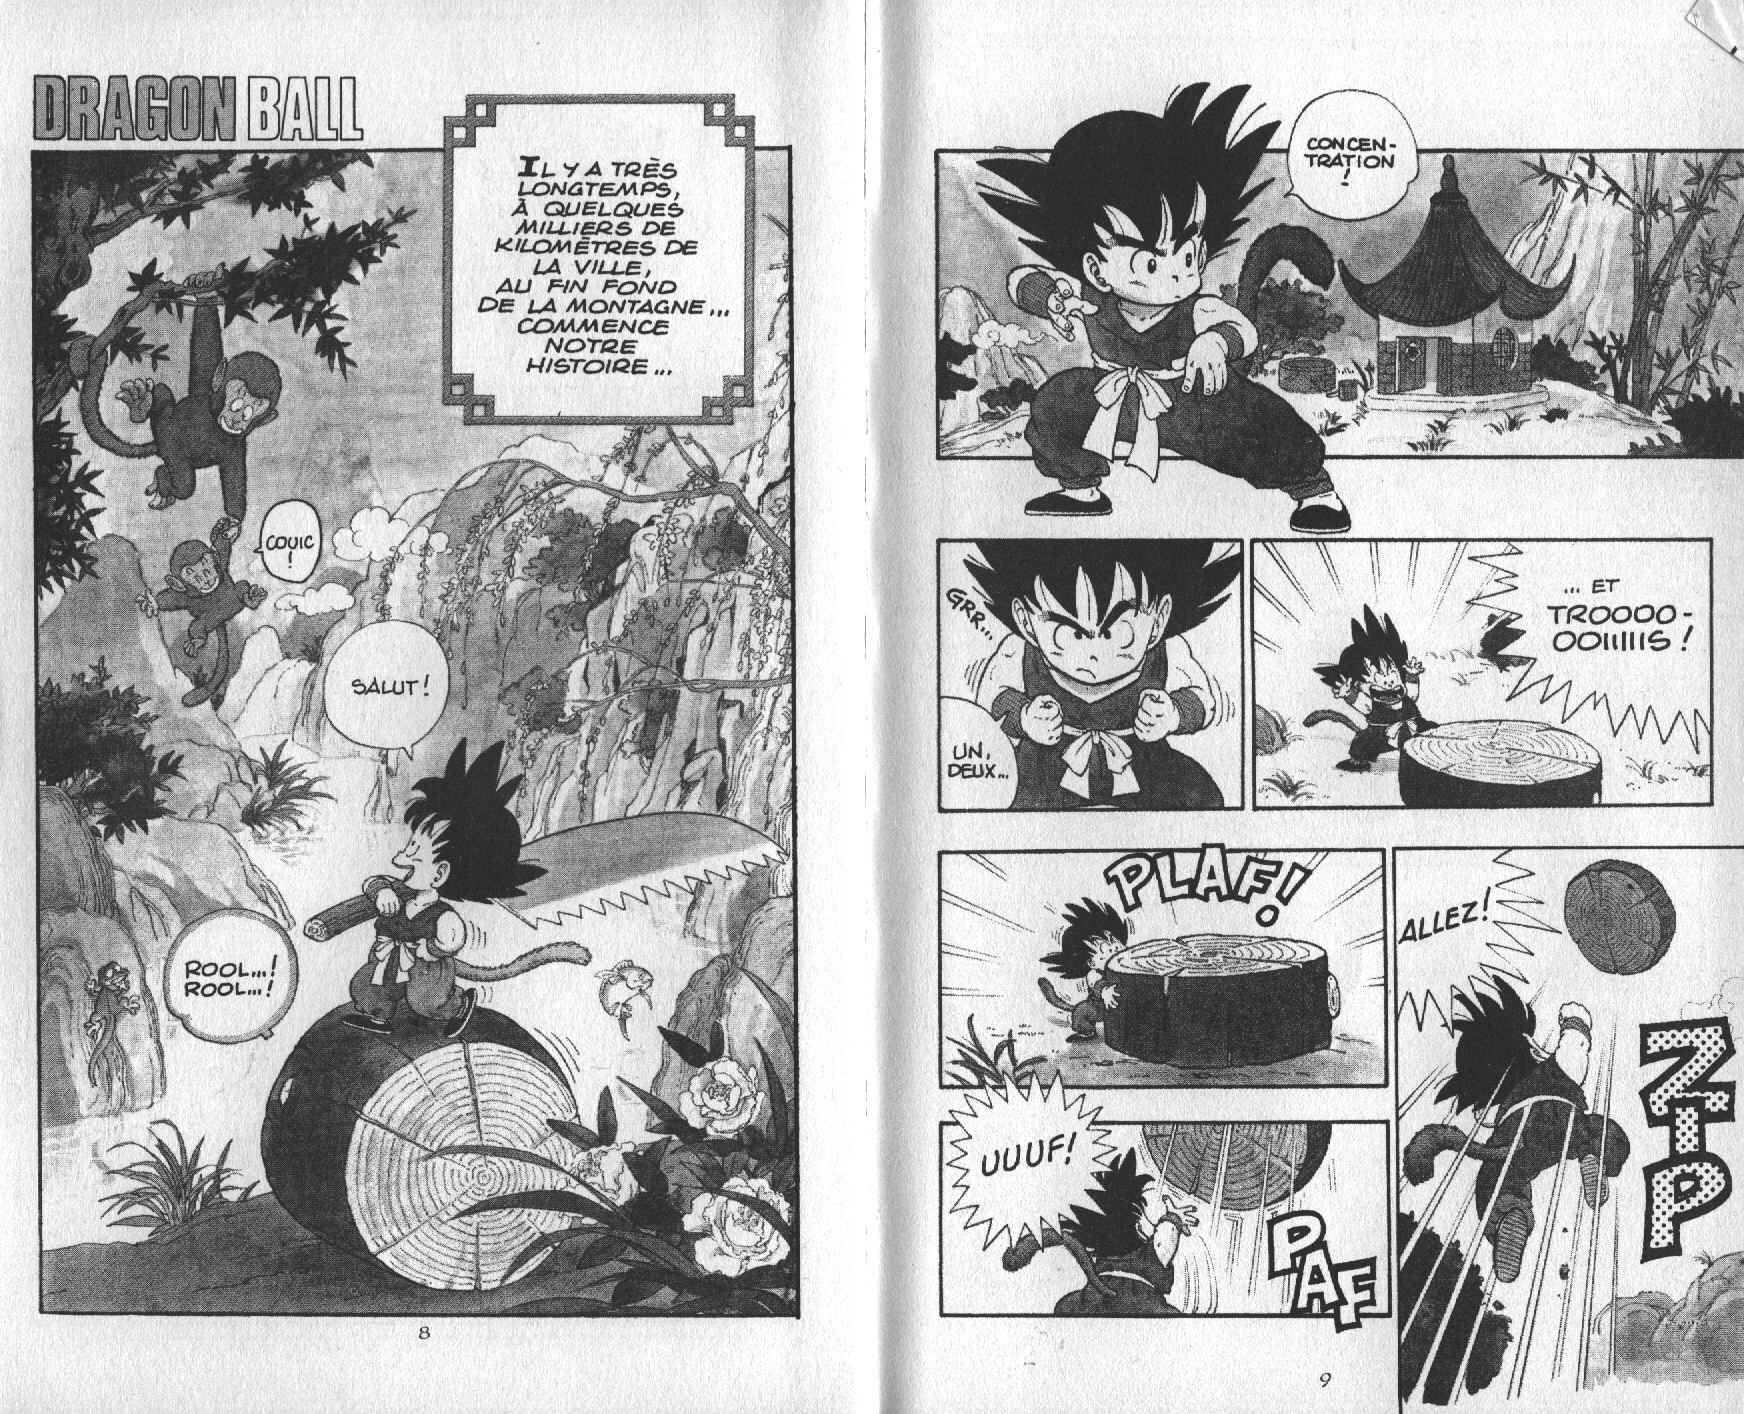 DRAGON BALL
IL Y A TRÈS
LONGTEMPS,
À QUELQUES
MILLIERS DE
KILOMÈTRES DE
LA VILLE,
AU FIN FOND
DE LA MONTAGNE...
COMMENCE
NOTRE
HISTOIRE...
COUIC
!
SALUT!
ROOL...!
ROOL...!
8
CONCEN-
TRATION
!
GRR...
UN,
DEUX...
... ET
TROOOO-
OOIIIIIS!
PLAF!
ALLEZ!
UUUF!
PAF
ZIP
9